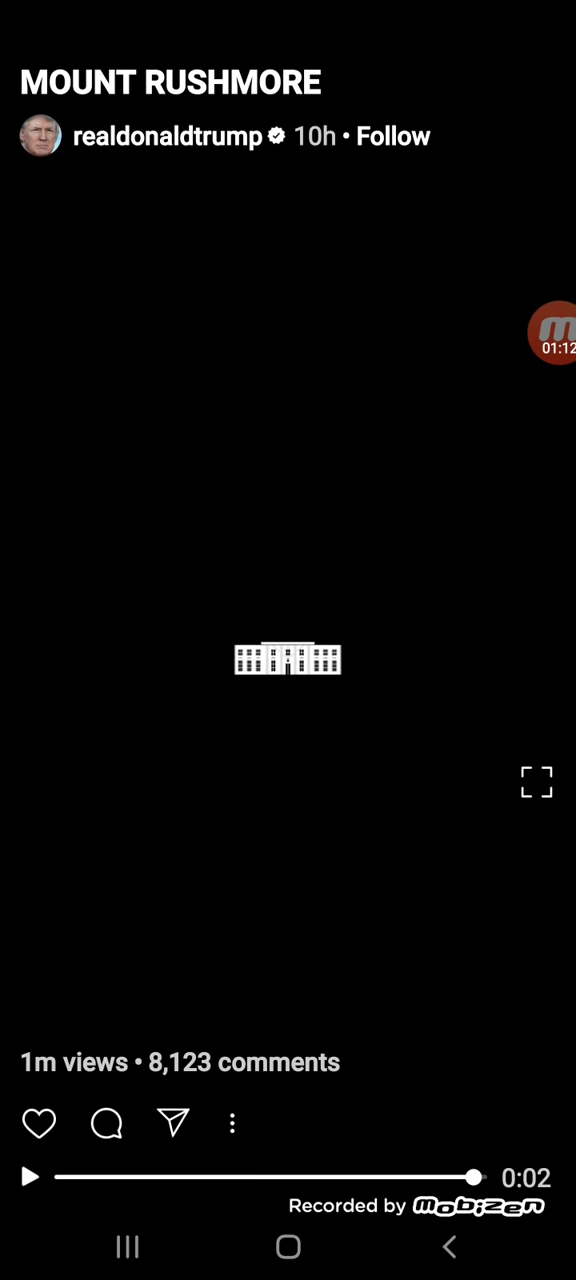 MOUNT RUSHMORE
realdonaldtrump 10h • Follow
01:12
1m views • 8,123 comments
0:02
Recorded by mobizen